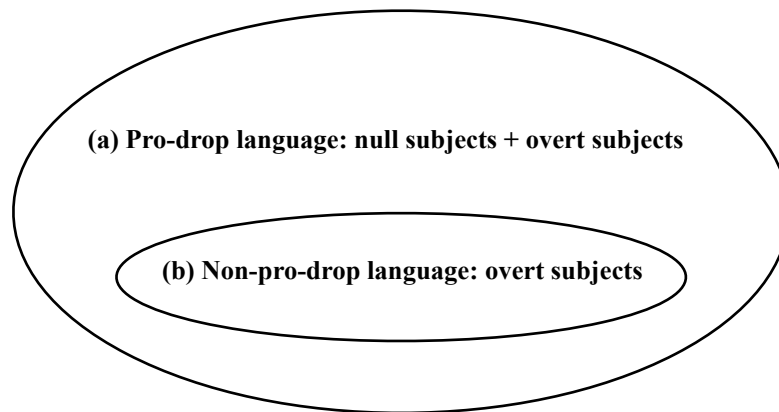 (a) Pro-drop language: null subjects + overt subjects
(b) Non-pro-drop language: overt subjects